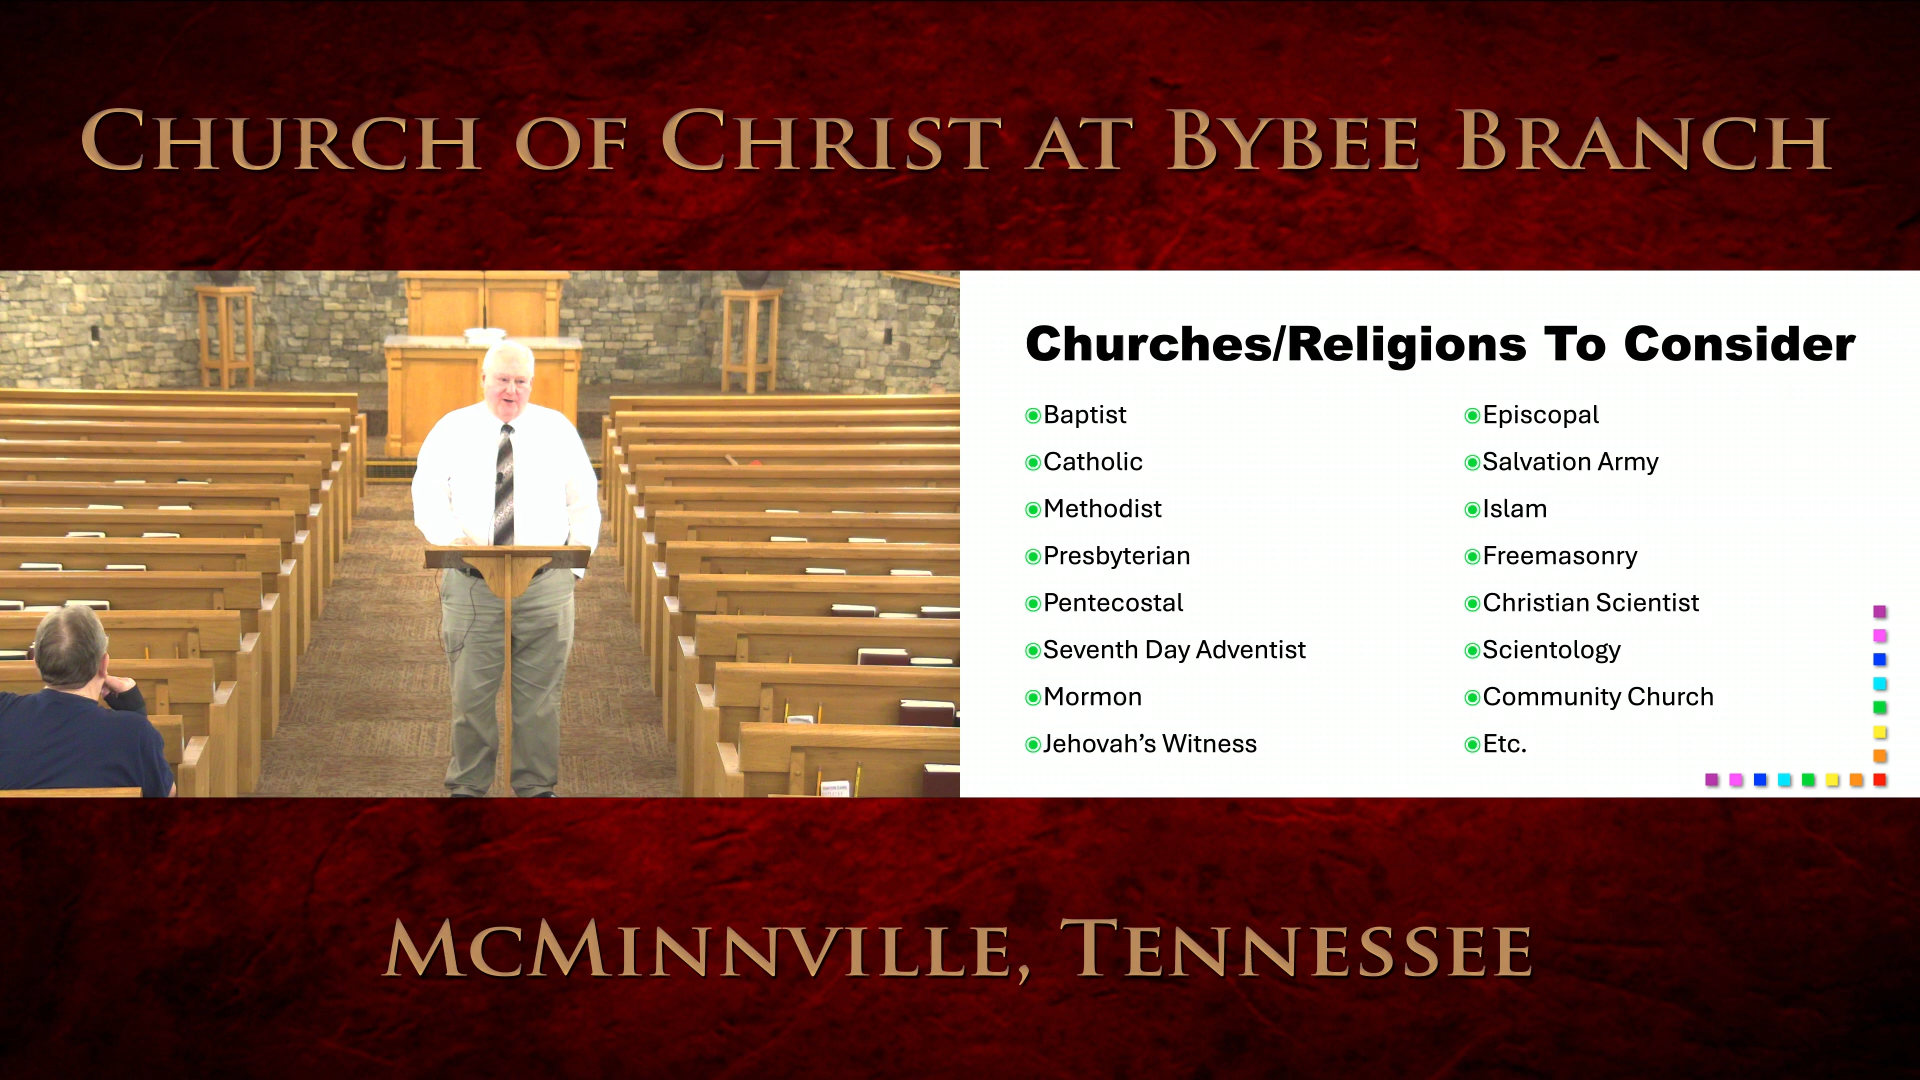 Church of Christ at Bybee Branch
Churches/Religions To Consider
Baptist
Catholic
Methodist
Presbyterian
Pentecostal
Seventh Day Adventist
Mormon
Jehovah’s Witness
Episcopal
Salvation Army
Islam
Freemasonry
Christian Scientist
Scientology
Community Church
Etc.
McMinnville, Tennessee